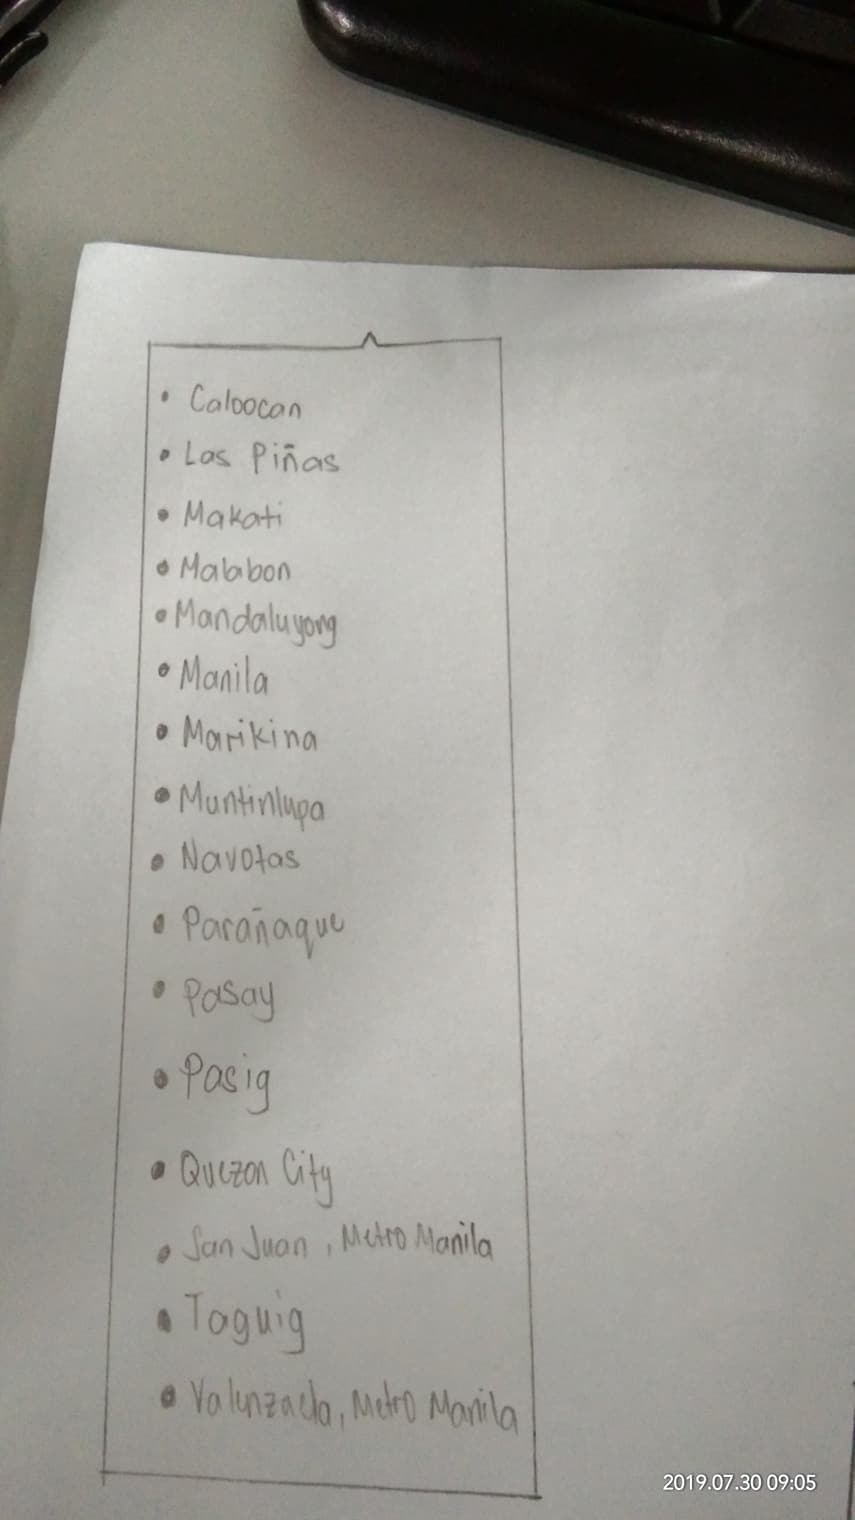 • Caloocan
• Las Piñas
• Makati
• Malabon
• Mandaluyong
• Manila
• Marikina
• Muntinlupa
• Navotas
• Parañaque
• Pasay
• Pasig
• Quezon City
• San Juan, Metro Manila
• Taguig
• Valenzuela, Metro Manila
2019.07.30 09:05